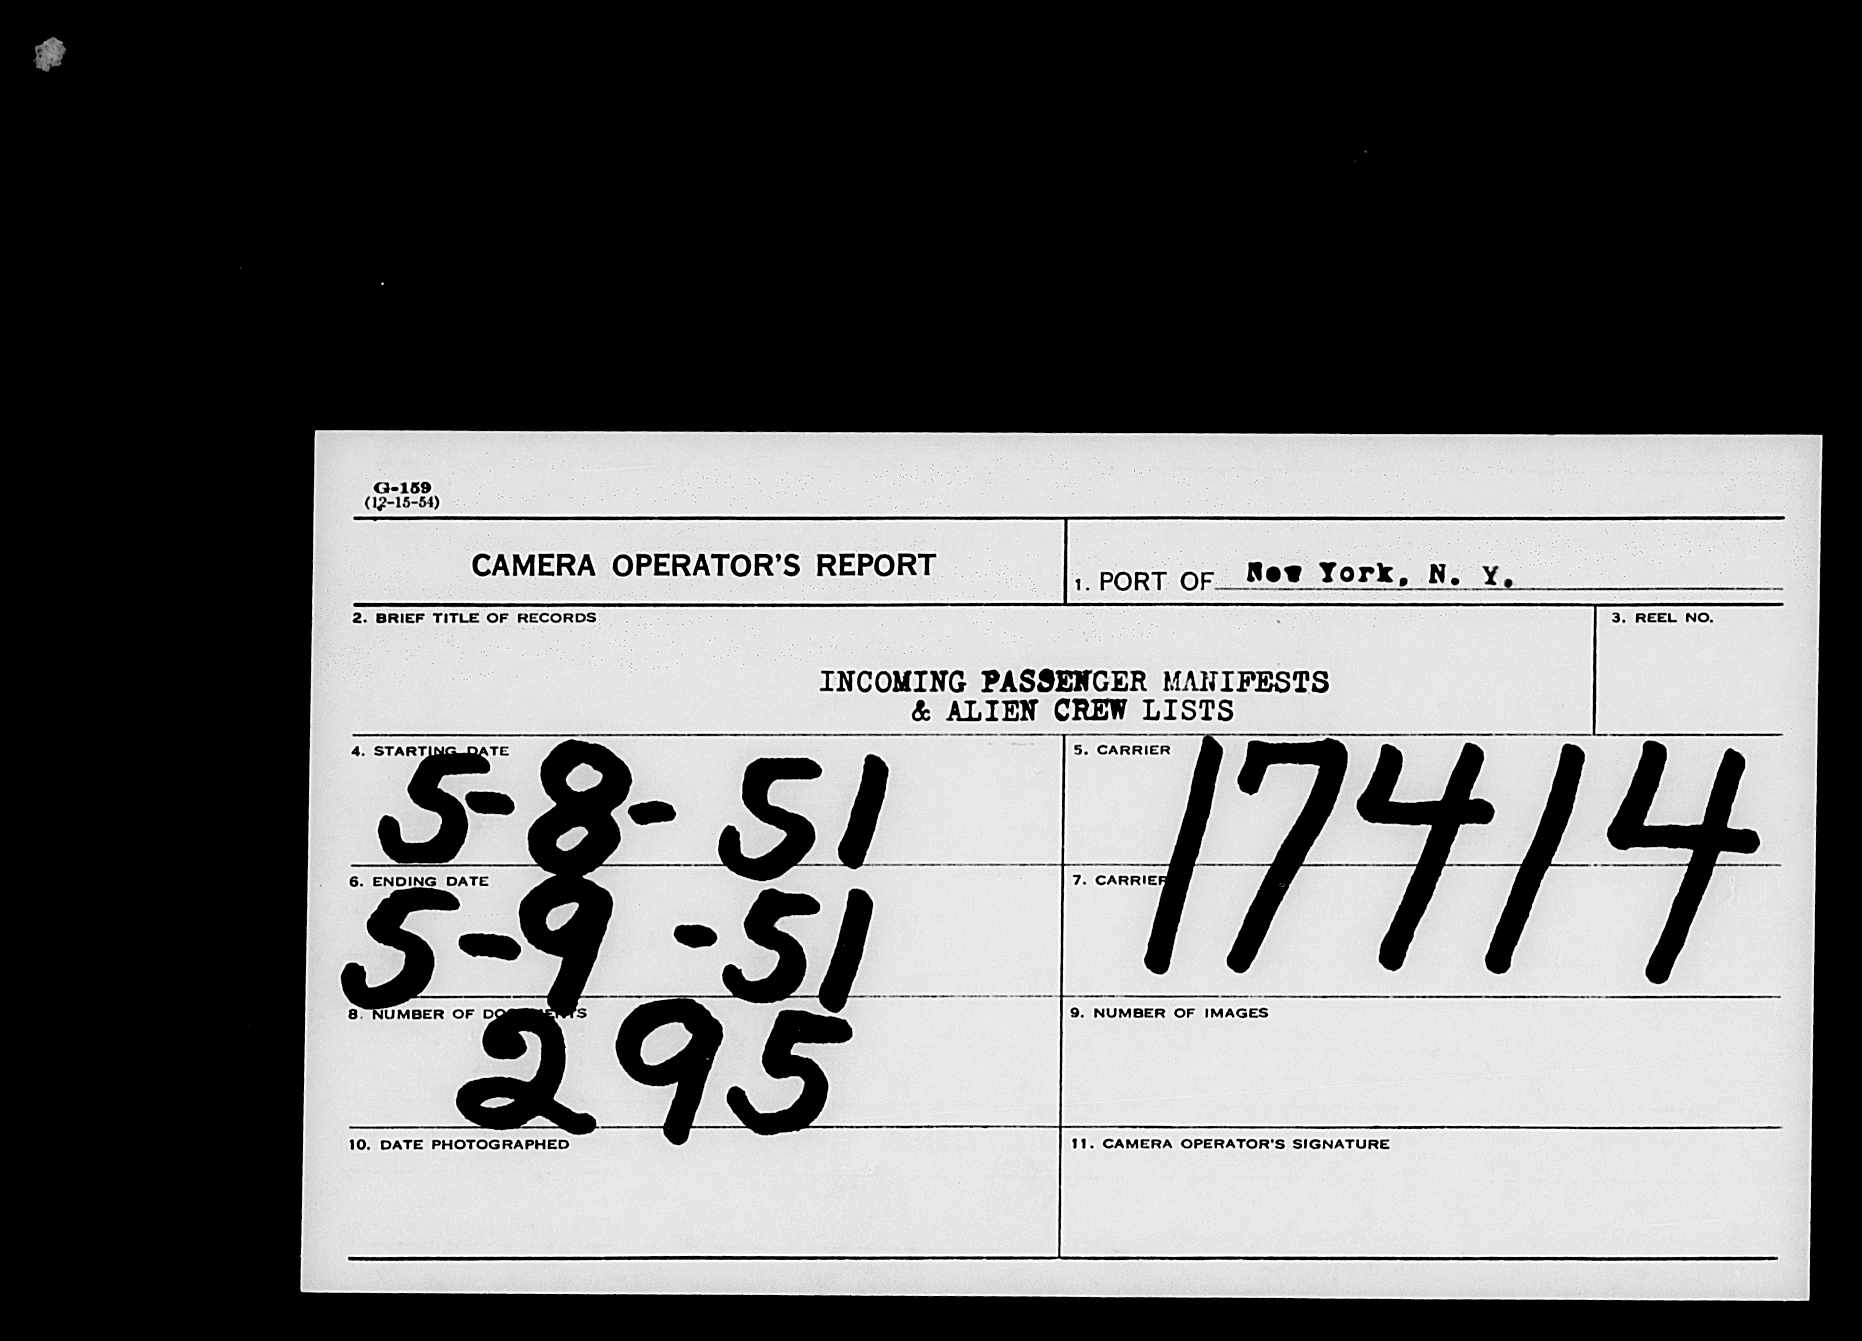 G-159
(12-15-54)
CAMERA OPERATOR'S REPORT
1. PORT OF New York, N. Y.
2. BRIEF TITLE OF RECORDS
3. REEL NO.
INCOMING PASSENGER MANIFESTS
& ALIEN CREW LISTS
4. STARTING DATE
5-8-51
5. CARRIER
17414
6. ENDING DATE
5-9-51
7. CARRIER
8. NUMBER OF DOCUMENTS
295
9. NUMBER OF IMAGES
10. DATE PHOTOGRAPHED
11. CAMERA OPERATOR'S SIGNATURE